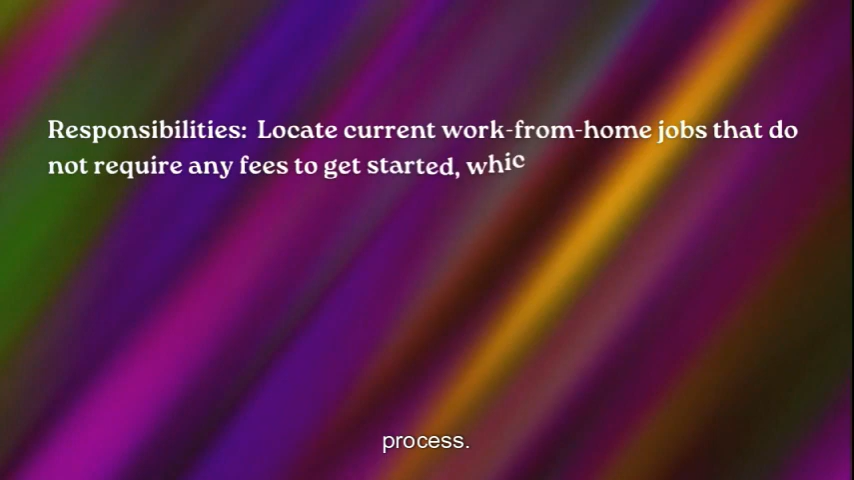 Responsibilities: Locate current work-from-home jobs that do
not require any fees to get started, whic
process.